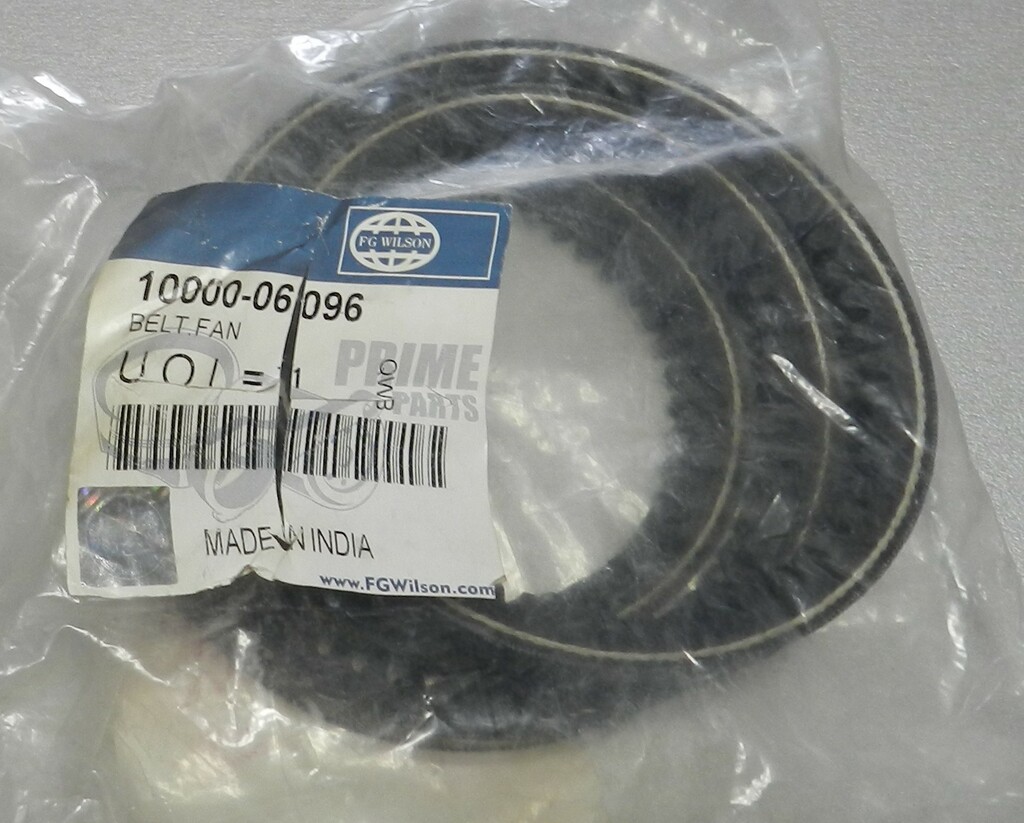 FG WILSON
10000-06096
BELT.FAN
UOI = 1
OWB
PRIME
PARTS
MADE IN INDIA
www.FGWilson.com